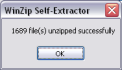 WinZip Self-Extractor
1689 file(s) unzipped successfully
OK